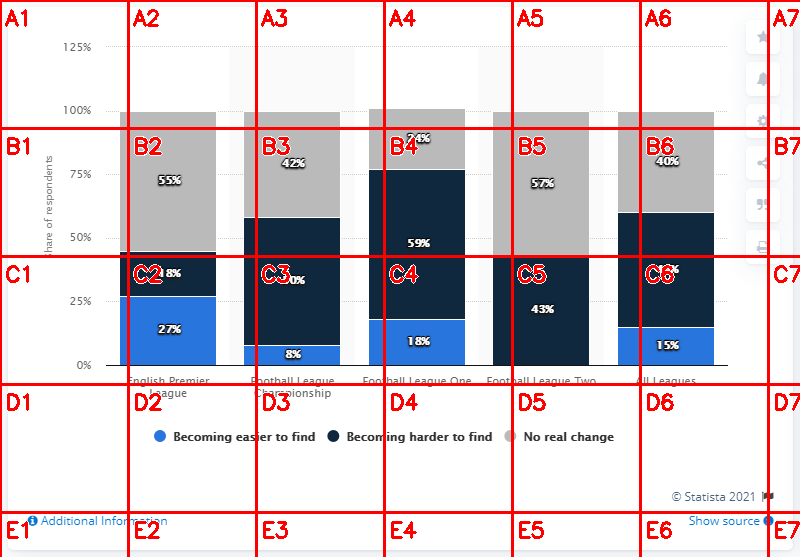 A1 A2 A3 A4 A5 A6 A7
125%
100%
B1 B2 B3 B4 B5 B6 B7
55% 42% 57% 40%
75%
Share of respondents
50%
59%
C1 C2 C3 C4 C5 C6 C7
18%
25%
27% 8% 18% 43% 15%
0%
English Premier League
Football League Championship
Football League One
Football League Two
All Leagues
D1 D2 D3 D4 D5 D6 D7
Becoming easier to find Becoming harder to find No real change
© Statista 2021
Additional Information Show source
E1 E2 E3 E4 E5 E6 E7